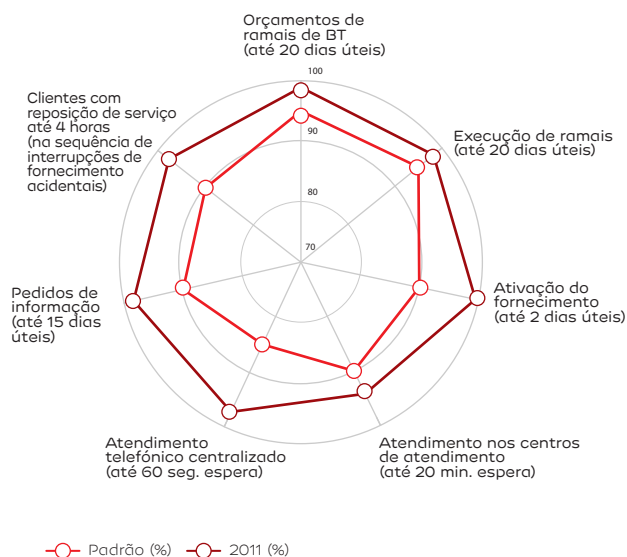 Orçamentos de
ramais de BT
(até 20 dias úteis)
100
90
80
70
Clientes com
reposição de serviço
até 4 horas
(na sequência de
interrupções de
fornecimento
acidentais)
Execução de ramais
(até 20 dias úteis)
Pedidos de
informação
(até 15 dias
úteis)
Ativação do
fornecimento
(até 2 dias úteis)
Atendimento
telefónico centralizado
(até 60 seg. espera)
Atendimento nos centros
de atendimento
(até 20 min. espera)
Padrão (%)
2011 (%)